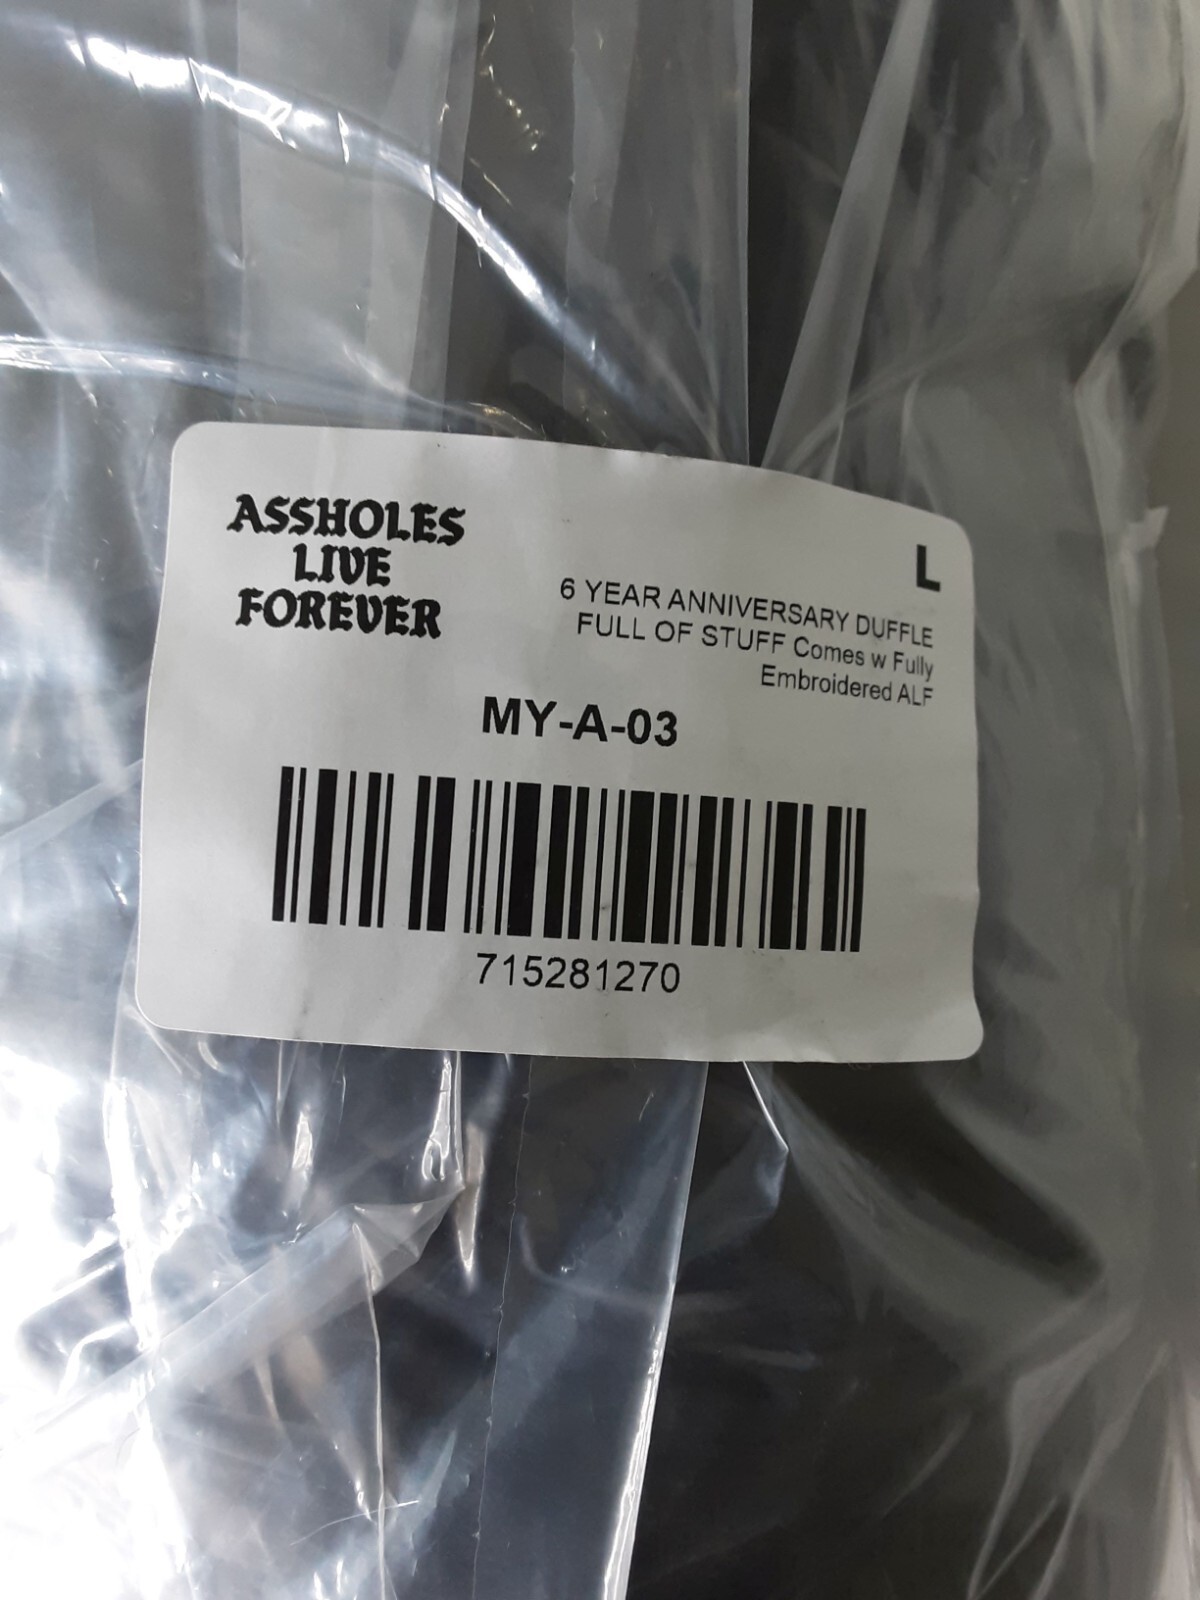 ASSHOLES
LIVE
FOREVER
L
6 YEAR ANNIVERSARY DUFFLE
FULL OF STUFF Comes w Fully
Embroidered ALF
MY-A-03
715281270